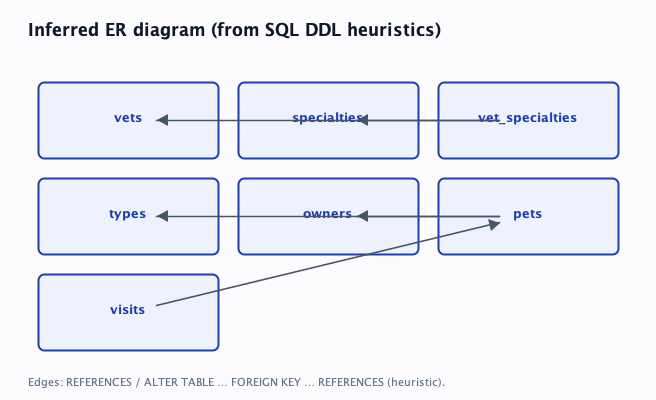 Inferred ER diagram (from SQL DDL heuristics)
vets
specialties
vet_specialties
types
owners
pets
visits
Edges: REFERENCES / ALTER TABLE … FOREIGN KEY … REFERENCES (heuristic).